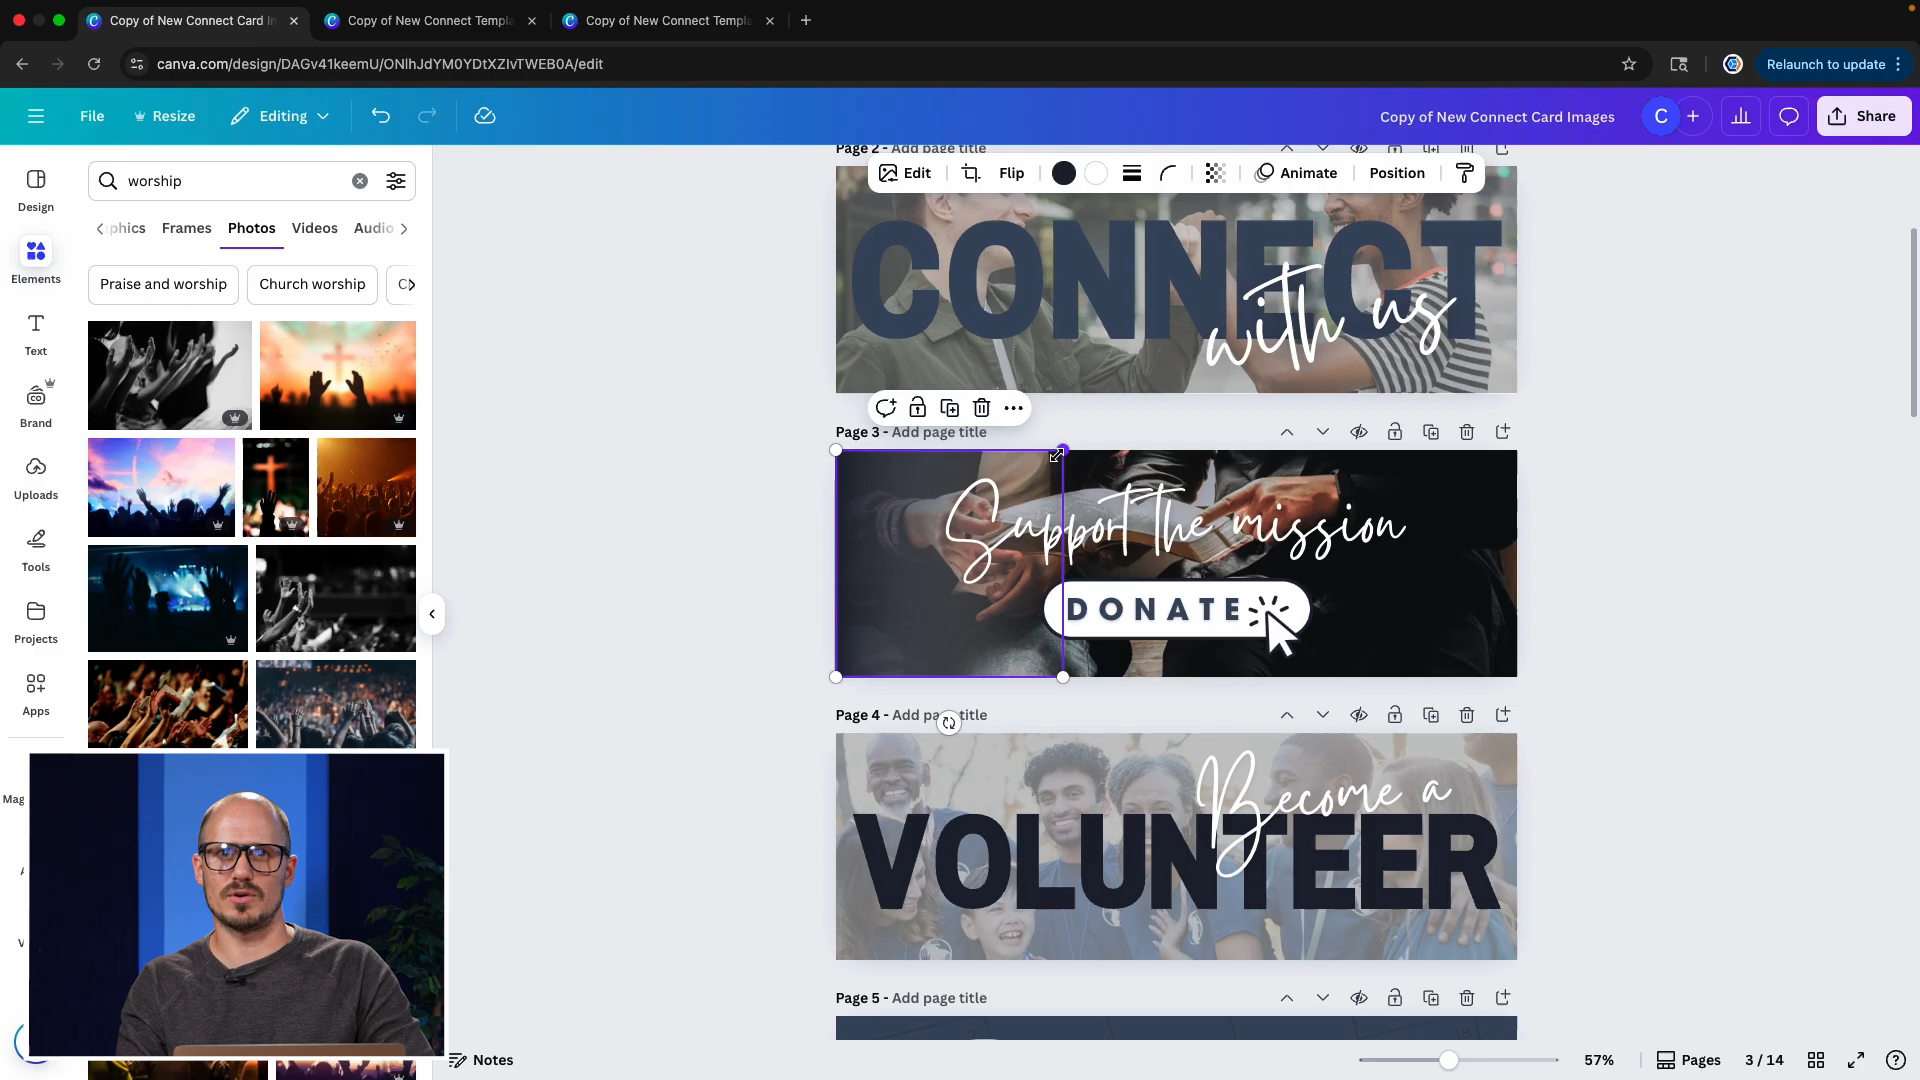 Copy of New Connect Card In
Copy of New Connect Templa
Copy of New Connect Templa
canva.com/design/DAGv41keemU/ONlhJdYM0YDtXZIvTWEB0A/edit
Relaunch to update
File
Resize
Editing
Copy of New Connect Card Images
C
Share
Design
Elements
Text
Brand
Uploads
Tools
Projects
Apps
Mag
worship
phics
Frames
Photos
Videos
Audio
Praise and worship
Church worship
Page 2 - Add page title
Edit
Flip
Animate
Position
CONNECT
with us
Page 3 - Add page title
Support the mission
DONATE
Page 4 - Add page title
Become a
VOLUNTEER
Page 5 - Add page title
Notes
57%
Pages
3 / 14